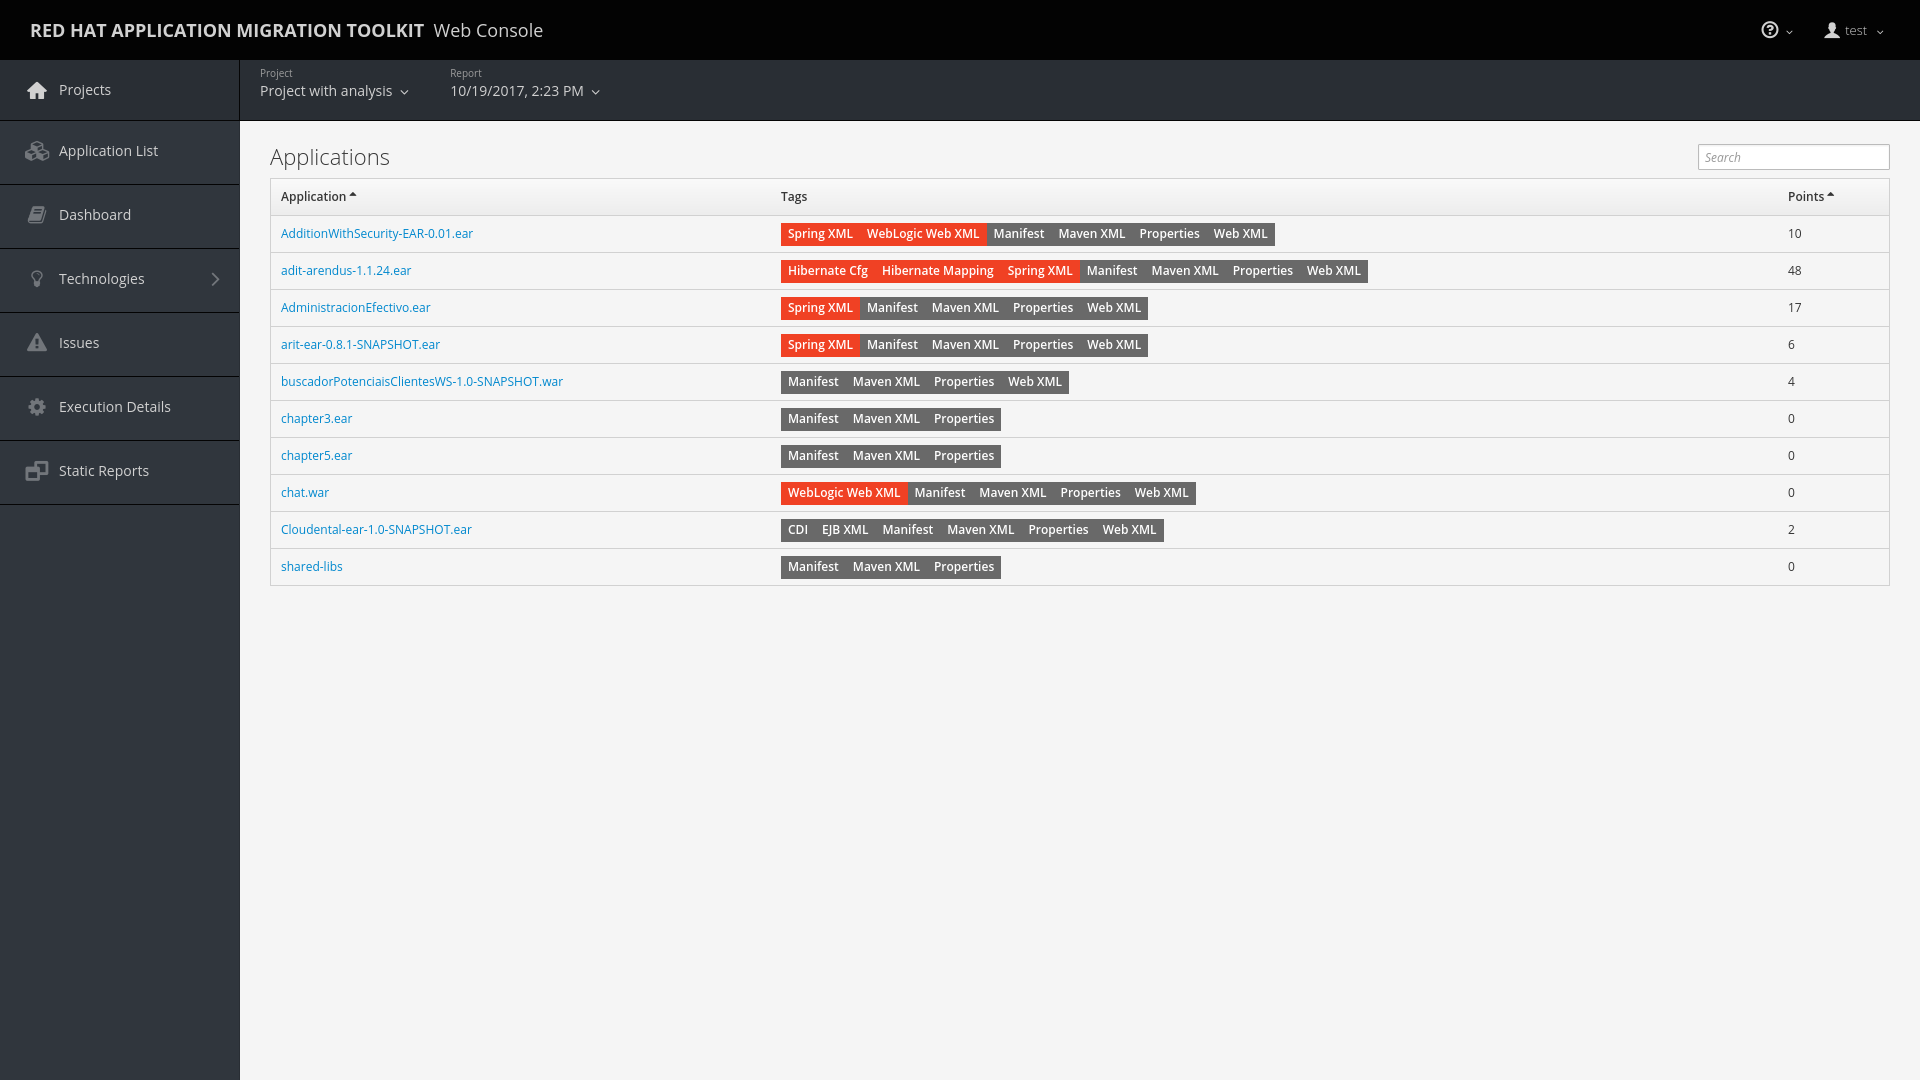 RED HAT APPLICATION MIGRATION TOOLKIT Web Console
test
Projects
Project
Project with analysis
Report
10/19/2017, 2:23 PM
Application List
Dashboard
Technologies
Issues
Execution Details
Static Reports
Applications
Search
Application Tags Points
AdditionWithSecurity-EAR-0.01.ear Spring XML WebLogic Web XML Manifest Maven XML Properties Web XML 10
adit-arendus-1.1.24.ear Hibernate Cfg Hibernate Mapping Spring XML Manifest Maven XML Properties Web XML 48
AdministracionEfectivo.ear Spring XML Manifest Maven XML Properties Web XML 17
arit-ear-0.8.1-SNAPSHOT.ear Spring XML Manifest Maven XML Properties Web XML 6
buscadorPotenciaisClientesWS-1.0-SNAPSHOT.war Manifest Maven XML Properties Web XML 4
chapter3.ear Manifest Maven XML Properties 0
chapter5.ear Manifest Maven XML Properties 0
chat.war WebLogic Web XML Manifest Maven XML Properties Web XML 0
Cloudental-ear-1.0-SNAPSHOT.ear CDI EJB XML Manifest Maven XML Properties Web XML 2
shared-libs Manifest Maven XML Properties 0